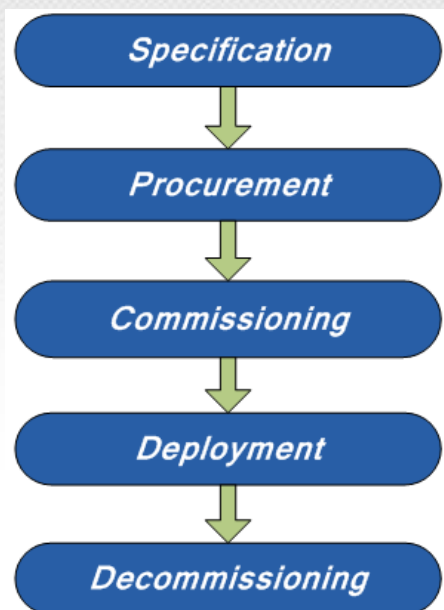 Specification
Procurement
Commissioning
Deployment
Decommissioning